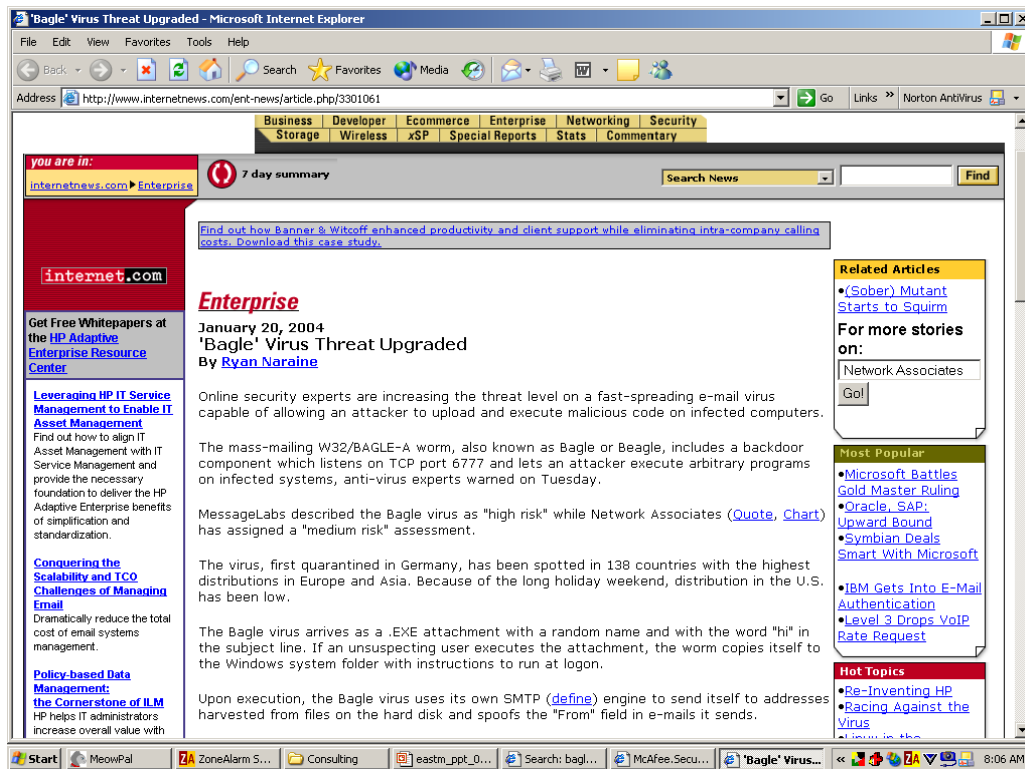 'Bagle' Virus Threat Upgraded - Microsoft Internet Explorer
File Edit View Favorites Tools Help
Back Search Favorites Media
Address http://www.internetnews.com/ent-news/article.php/3301061 Go Links » Norton AntiVirus
Business Developer Ecommerce Enterprise Networking Security
Storage Wireless xSP Special Reports Stats Commentary
you are in:
internetnews.com Enterprise
7 day summary
Search News
Find
internet.com
Get Free Whitepapers at
the HP Adaptive
Enterprise Resource
Center
Leveraging HP IT Service
Management to Enable IT
Asset Management
Find out how to align IT
Asset Management with IT
Service Management and
provide the necessary
foundation to deliver the HP
Adaptive Enterprise benefits
of simplification and
standardization.
Conquering the
Scalability and TCO
Challenges of Managing
Email
Dramatically reduce the total
cost of email systems
management.
Policy-based Data
Management:
the Cornerstone of ILM
HP helps IT administrators
increase overall value with
Find out how Banner & Witcoff enhanced productivity and client support while eliminating intra-company calling
costs. Download this case study.
Enterprise
January 20, 2004
'Bagle' Virus Threat Upgraded
By Ryan Naraine
Online security experts are increasing the threat level on a fast-spreading e-mail virus
capable of allowing an attacker to upload and execute malicious code on infected computers.
The mass-mailing W32/BAGLE-A worm, also known as Bagle or Beagle, includes a backdoor
component which listens on TCP port 6777 and lets an attacker execute arbitrary programs
on infected systems, anti-virus experts warned on Tuesday.
MessageLabs described the Bagle virus as "high risk" while Network Associates (Quote, Chart)
has assigned a "medium risk" assessment.
The virus, first quarantined in Germany, has been spotted in 138 countries with the highest
distributions in Europe and Asia. Because of the long holiday weekend, distribution in the U.S.
has been low.
The Bagle virus arrives as a .EXE attachment with a random name and with the word "hi" in
the subject line. If an unsuspecting user executes the attachment, the worm copies itself to
the Windows system folder with instructions to run at logon.
Upon execution, the Bagle virus uses its own SMTP (define) engine to send itself to addresses
harvested from files on the hard disk and spoofs the "From" field in e-mails it sends.
Related Articles
•(Sober) Mutant
Starts to Squirm
For more stories
on:
Network Associates
Go!
Most Popular
•Microsoft Battles
Gold Master Ruling
•Oracle, SAP:
Upward Bound
•Symbian Deals
Smart With Microsoft
•IBM Gets Into E-Mail
Authentication
•Level 3 Drops VoIP
Rate Request
Hot Topics
•Re-Inventing HP
•Racing Against the
Virus
•Linux in the
Start MeowPal ZA ZoneAlarm S... Consulting eastm_ppt_0... Search: bagl... McAfee.Secu... 'Bagle' Virus... « ZA 8:06 AM